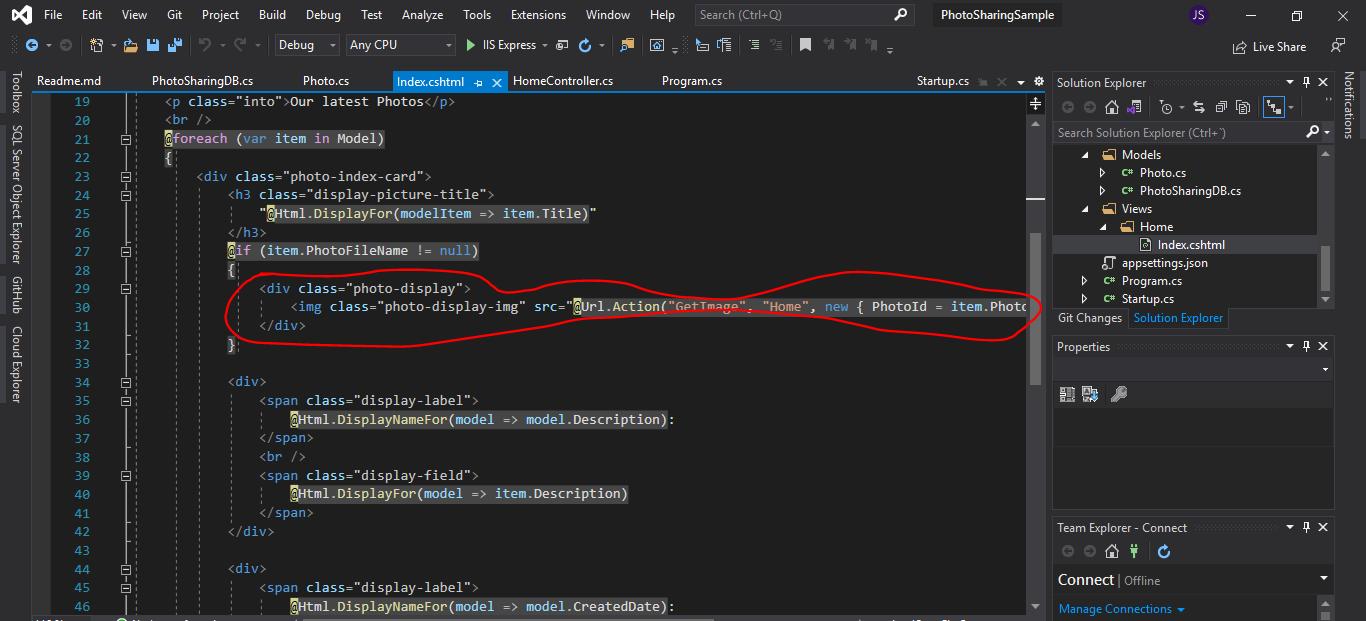 File Edit View Git Project Build Debug Test Analyze Tools Extensions Window Help Search (Ctrl+Q) PhotoSharingSample JS
Debug Any CPU IIS Express Live Share
Toolbox
SQL Server Object Explorer
GitHub
Cloud Explorer
Readme.md PhotoSharingDB.cs Photo.cs Index.cshtml HomeController.cs Program.cs Startup.cs
19 <p class="into">Our latest Photos</p>
20 <br />
21 @foreach (var item in Model)
22 {
23 <div class="photo-index-card">
24 <h3 class="display-picture-title">
25 "@Html.DisplayFor(modelItem => item.Title)"
26 </h3>
27 @if (item.PhotoFileName != null)
28 {
29 <div class="photo-display">
30 <img class="photo-display-img" src="@Url.Action("GetImage", "Home", new { PhotoId = item.Photo
31 </div>
32 }
33
34 <div>
35 <span class="display-label">
36 @Html.DisplayNameFor(model => model.Description):
37 </span>
38 <br />
39 <span class="display-field">
40 @Html.DisplayFor(model => item.Description)
41 </span>
42 </div>
43
44 <div>
45 <span class="display-label">
46 @Html.DisplayNameFor(model => model.CreatedDate):
Solution Explorer
Search Solution Explorer (Ctrl+¨)
Models
C# Photo.cs
C# PhotoSharingDB.cs
Views
Home
Index.cshtml
appsettings.json
C# Program.cs
C# Startup.cs
Git Changes Solution Explorer
Properties
Team Explorer - Connect
Connect | Offline
Manage Connections
Notifications